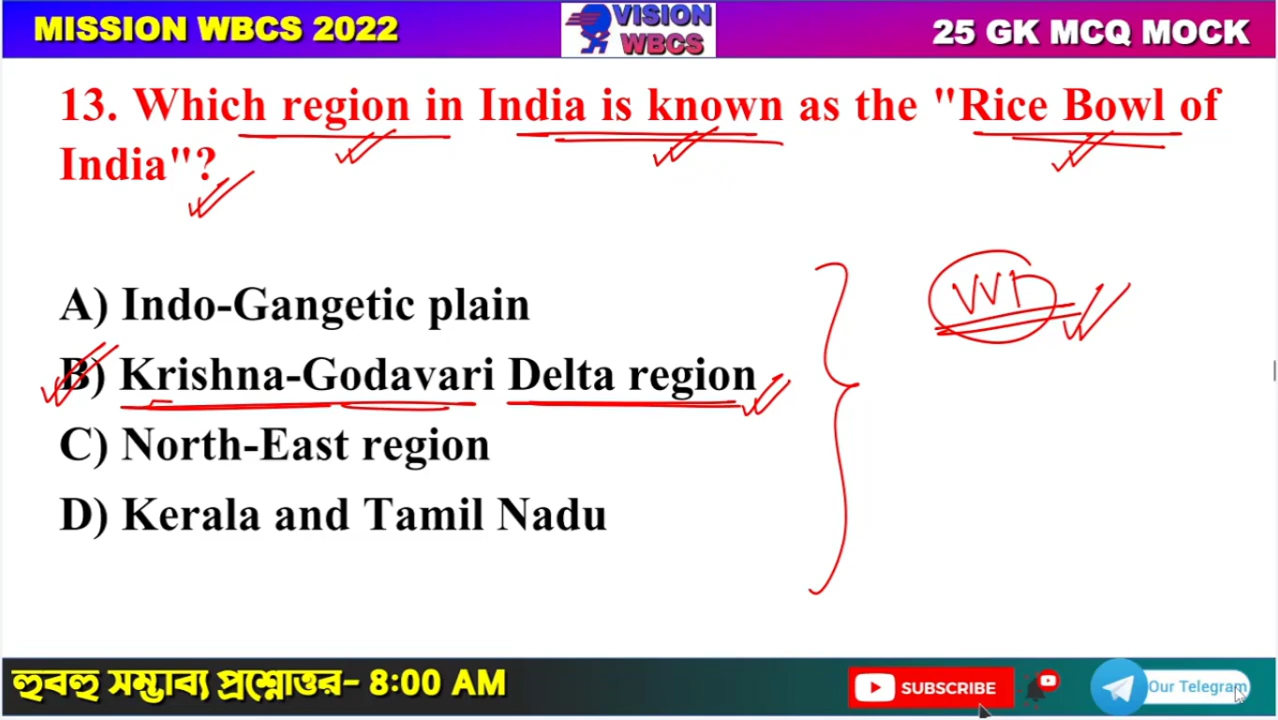 MISSION WBCS 2022
VISION
WBCS
25 GK MCQ MOCK
13. Which region in India is known as the "Rice Bowl of
India"?
A) Indo-Gangetic plain
B) Krishna-Godavari Delta region
C) North-East region
D) Kerala and Tamil Nadu
হুবহু সম্ভাব্য প্রশ্নোত্তর- 8:00 AM
SUBSCRIBE
Our Telegram